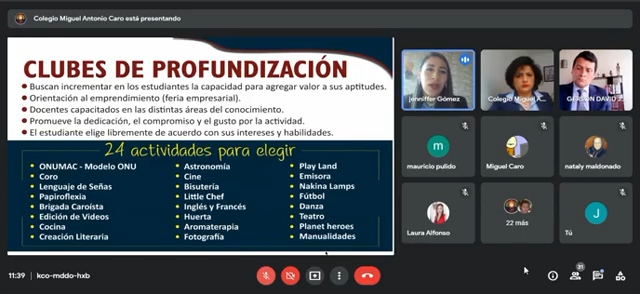 Colegio Miguel Antonio Caro está presentando
CLUBES DE PROFUNDIZACIÓN
Buscan incrementar en los estudiantes la capacidad para agregar valor a sus aptitudes.
Orientación al emprendimiento (feria empresarial).
Docentes capacitados en las distintas áreas del conocimiento.
Promueve la dedicación, el compromiso y el gusto por la actividad.
El estudiante elige libremente de acuerdo con sus intereses y habilidades.
24 actividades para elegir
ONUMAC - Modelo ONU
Coro
Lenguaje de Señas
Papiroflexia
Brigada Caroísta
Edición de Videos
Cocina
Creación Literaria
Astronomía
Cine
Bisutería
Little Chef
Inglés y Francés
Huerta
Aromaterapia
Fotografía
Play Land
Emisora
Nakina Lamps
Fútbol
Danza
Teatro
Planet heroes
Manualidades
jenniffer Gómez
Colegio Miguel A...
GERSAIN DAVID
m
mauricio pulido
Miguel Caro
nataly maldonado
Laura Alfonso
22 más
J
Tú
11:39
kco-mddo-hxb
31